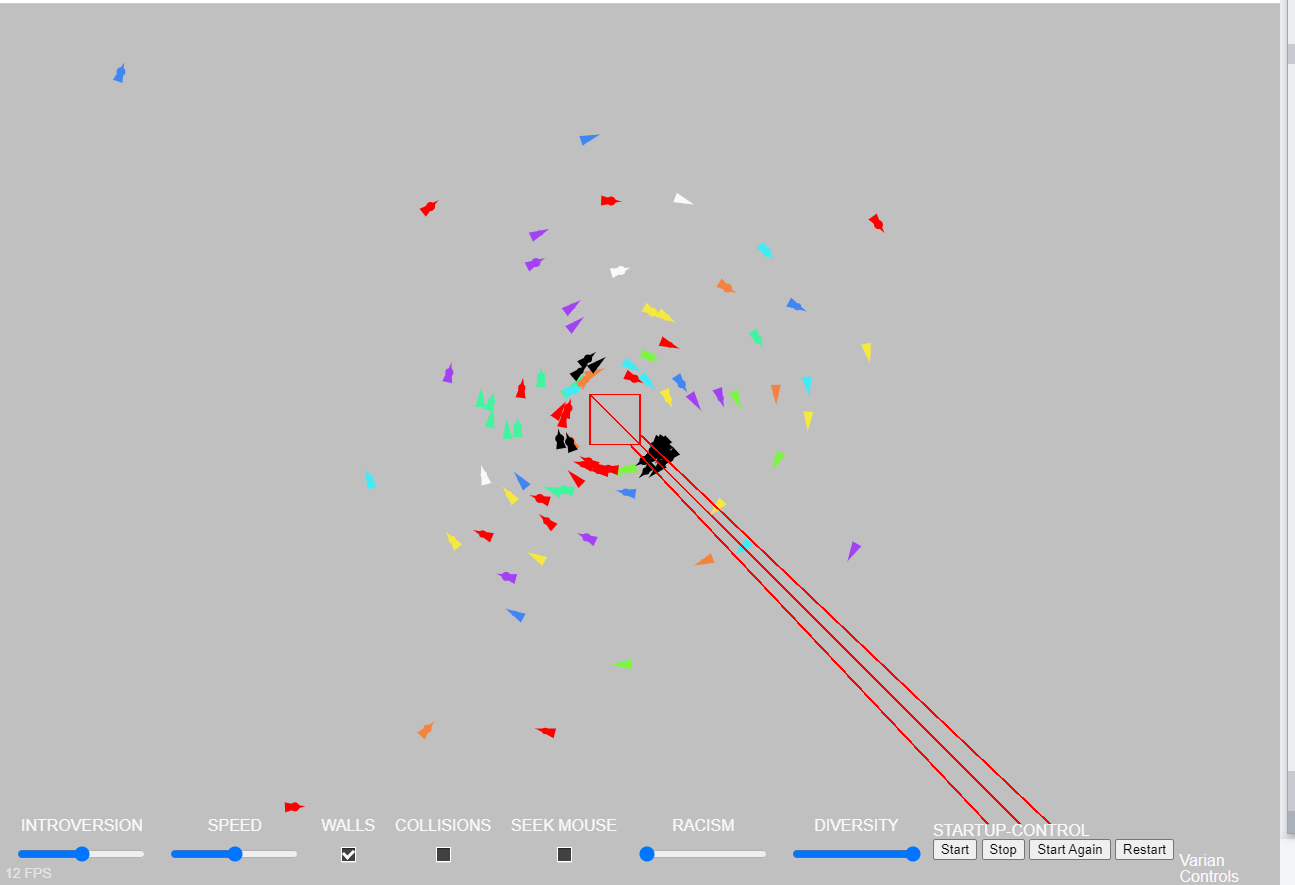 INTROVERSION SPEED WALLS COLLISIONS SEEK MOUSE RACISM DIVERSITY STARTUP-CONTROL
Start Stop Start Again Restart
Varian
Controls
12 FPS